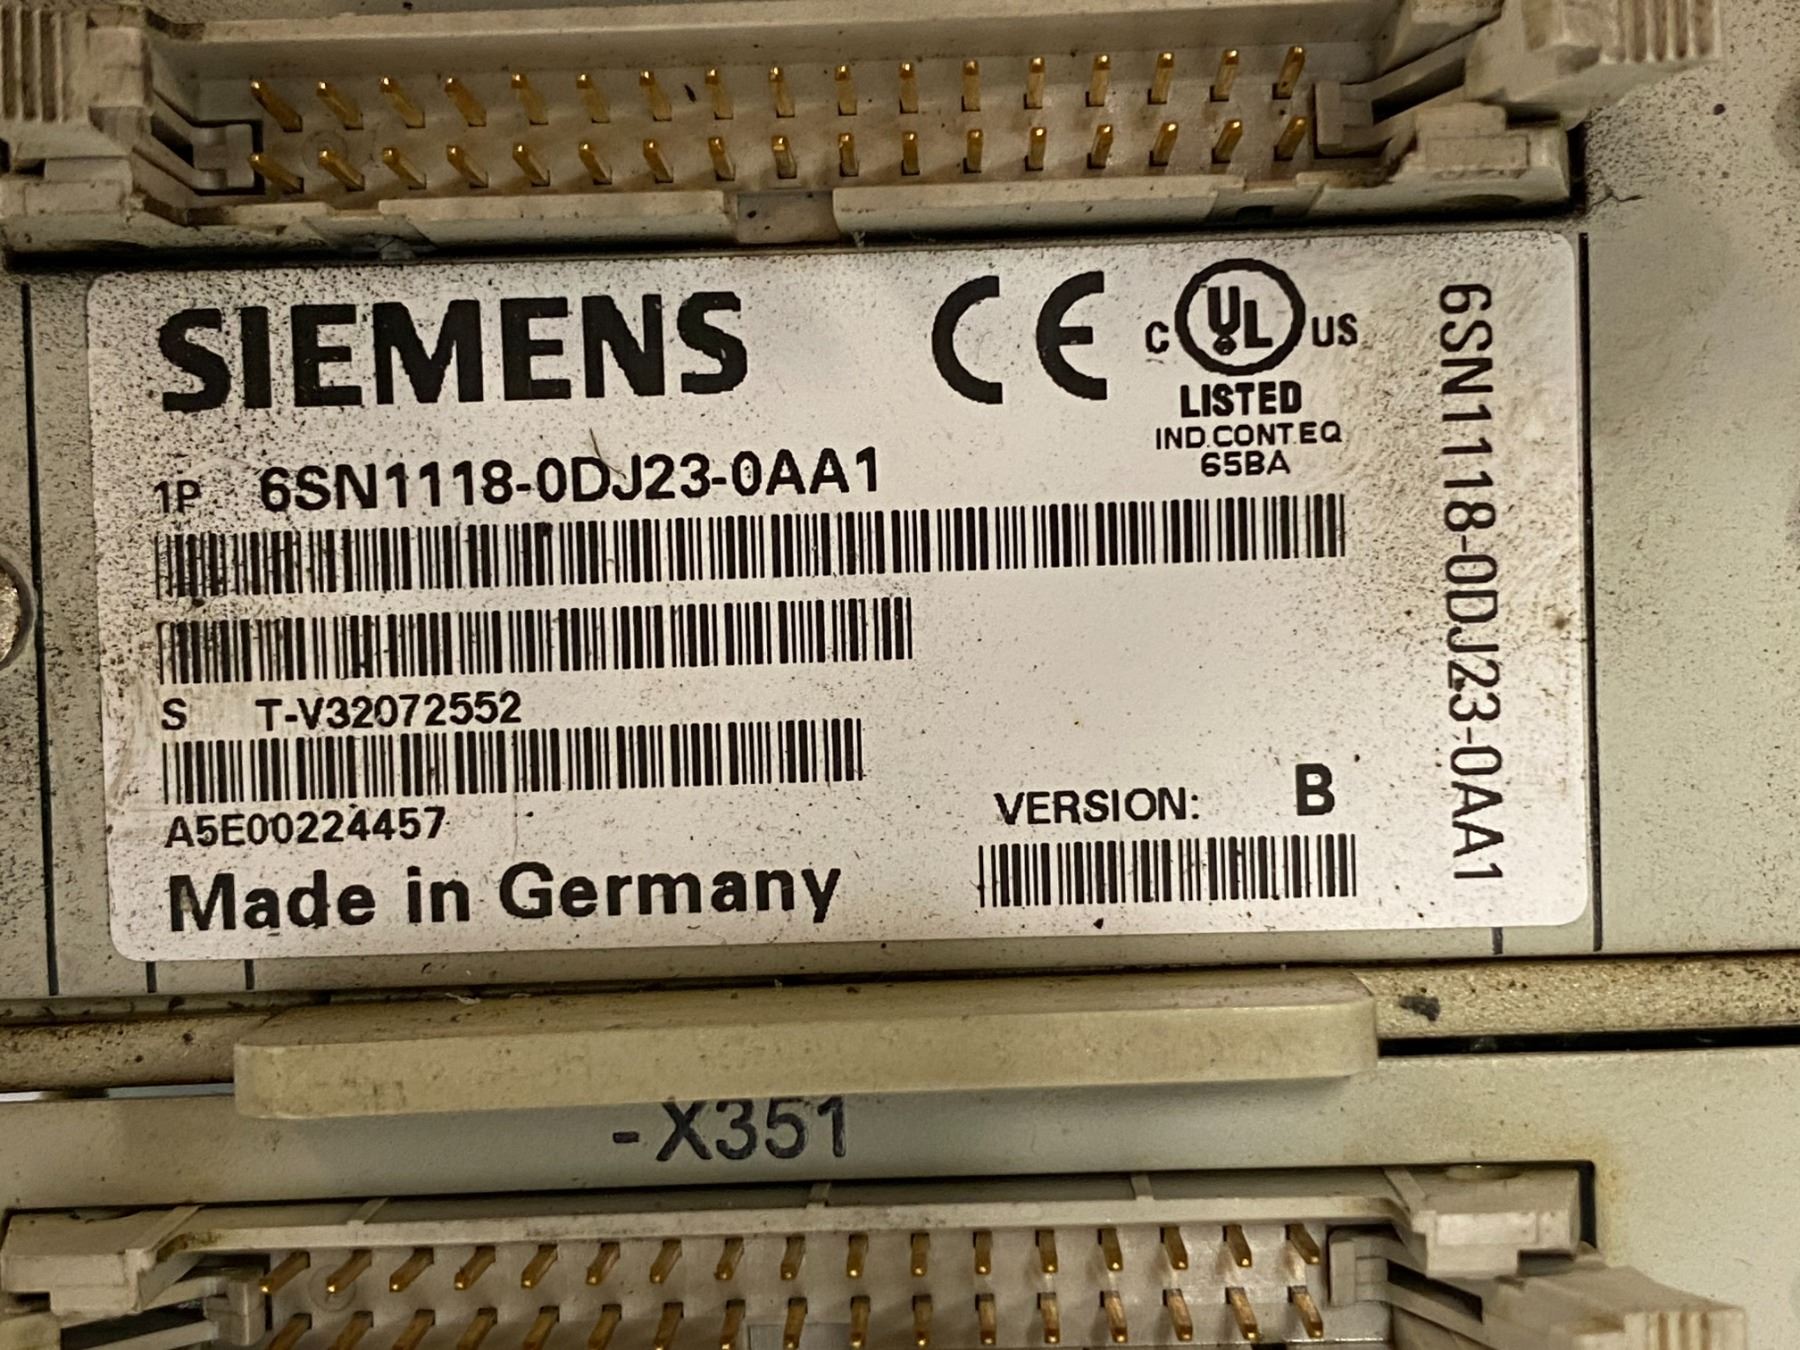 SIEMENS
CE
C UL US
LISTED
IND.CONT.EQ
65BA
1P 6SN1118-0DJ23-0AA1
S T-V32072552
A5E00224457
Made in Germany
VERSION: B
6SN1118-0DJ23-0AA1
-X351